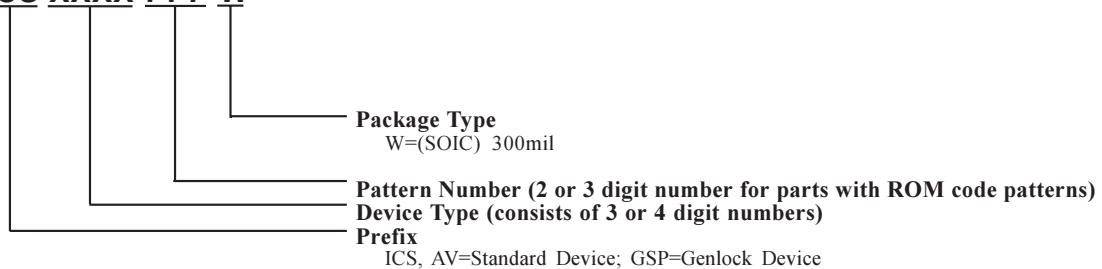 Package Type
W=(SOIC) 300mil
Pattern Number (2 or 3 digit number for parts with ROM code patterns)
Device Type (consists of 3 or 4 digit numbers)
Prefix
ICS, AV=Standard Device; GSP=Genlock Device